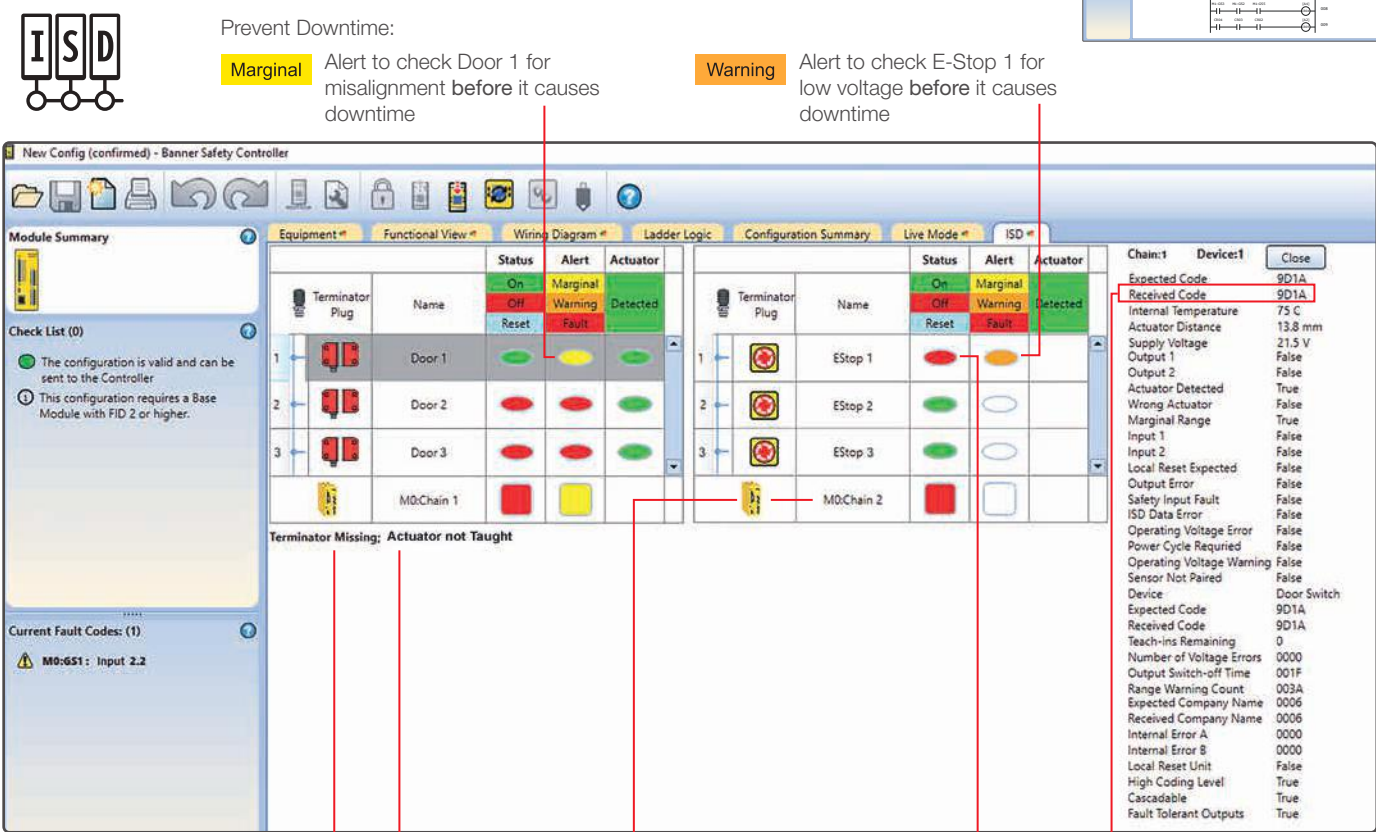 ISD
Prevent Downtime:
Marginal
Alert to check Door 1 for
misalignment before it causes
downtime
Warning
Alert to check E-Stop 1 for
low voltage before it causes
downtime
New Config (confirmed) - Banner Safety Controller
Module Summary
Check List (0)
The configuration is valid and can be
sent to the Controller
This configuration requires a Base
Module with FID 2 or higher.
Current Fault Codes: (1)
M0:GS1 : Input 2.2
Equipment
Functional View
Wiring Diagram
Ladder Logic
Configuration Summary
Live Mode
ISD
Status Alert Actuator
Terminator
Plug
Name
On Marginal
Off Warning Detected
Reset Fault
1 Door 1
2 Door 2
3 Door 3
M0:Chain 1
Terminator Missing; Actuator not Taught
Status Alert Actuator
Terminator
Plug
Name
On Marginal
Off Warning Detected
Reset Fault
1 EStop 1
2 EStop 2
3 EStop 3
M0:Chain 2
Chain:1 Device:1 Close
Expected Code 9D1A
Received Code 9D1A
Internal Temperature 75 C
Actuator Distance 13.8 mm
Supply Voltage 21.5 V
Output 1 False
Output 2 False
Actuator Detected True
Wrong Actuator False
Marginal Range True
Input 1 False
Input 2 False
Local Reset Expected False
Output Error False
Safety Input Fault False
ISD Data Error False
Operating Voltage Error False
Power Cycle Requried False
Operating Voltage Warning False
Sensor Not Paired False
Device Door Switch
Expected Code 9D1A
Received Code 9D1A
Teach-ins Remaining 0
Number of Voltage Errors 0000
Output Switch-off Time 001F
Range Warning Count 003A
Expected Company Name 0006
Received Company Name 0006
Internal Error A 0000
Internal Error B 0000
Local Reset Unit False
High Coding Level True
Cascadable True
Fault Tolerant Outputs True